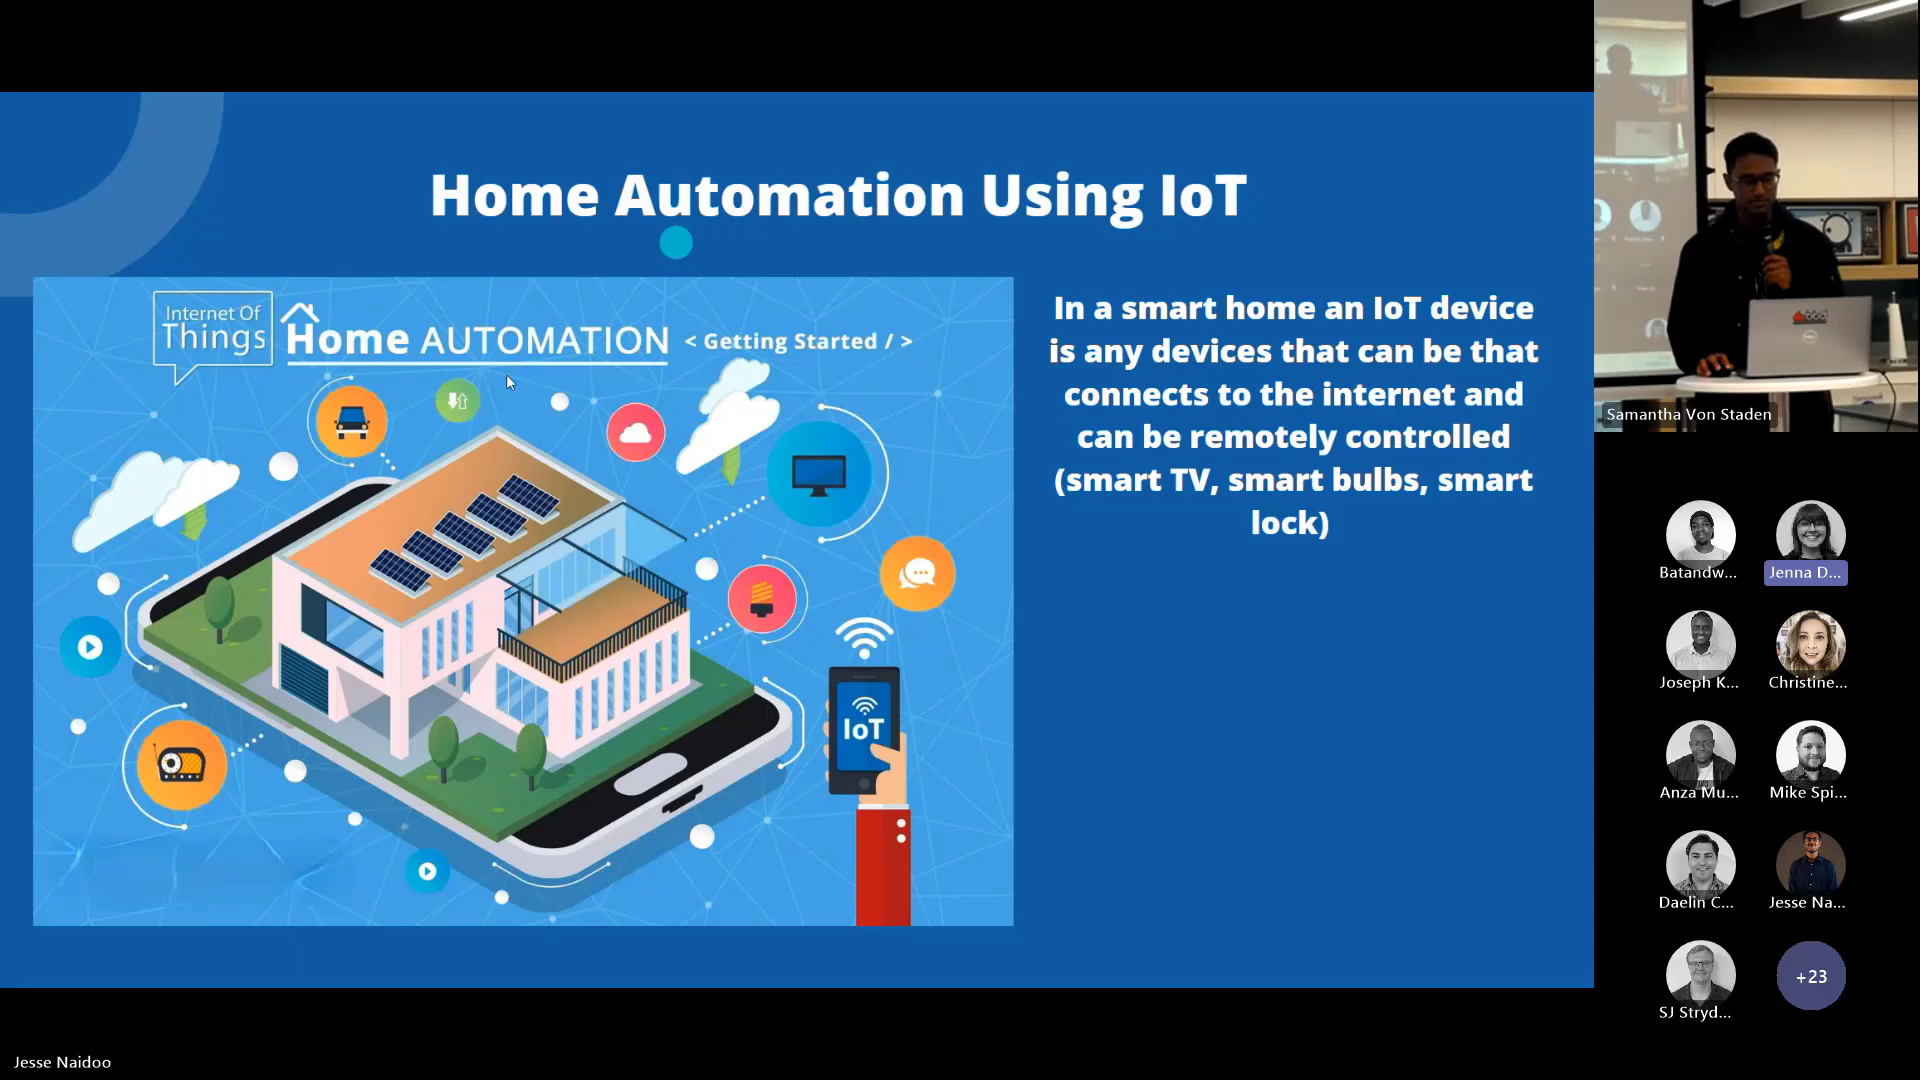 Home Automation Using IoT
Internet Of
Things
Home AUTOMATION
< Getting Started / >
IoT
In a smart home an IoT device
is any devices that can be that
connects to the internet and
can be remotely controlled
(smart TV, smart bulbs, smart
lock)
Samantha Von Staden
Batandw...
Jenna D...
Joseph K...
Christine...
Anza Mu...
Mike Spi...
Daelin C...
Jesse Na...
SJ Stryd...
+23
Jesse Naidoo